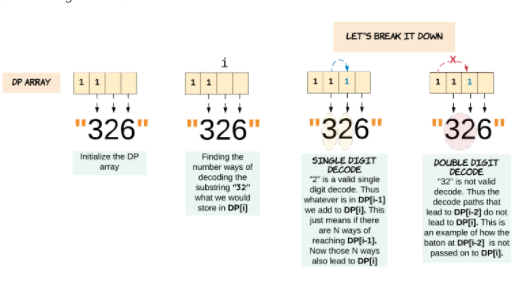 LET'S BREAK IT DOWN
i
X
DP ARRAY
1 1
1 1
1 1 1
1 1 1
"326"
"326"
"326"
"326"
Initialize the DP
array
Finding the
number ways of
decoding the
substring "32"
what we would
store in DP[i]
SINGLE DIGIT
DECODE
"2" is a valid single
digit decode. Thus
whatever is in DP[i-1]
we add to DP[i]. This
just means if there
are N ways of
reaching DP[i-1].
Now those N ways
also lead to DP[i]
DOUBLE DIGIT
DECODE
"32" is not valid
decode. Thus the
decode paths that
lead to DP[i-2] do not
lead to DP[i]. This is
an example of how the
baton at DP[i-2] is not
passed on to DP[i].